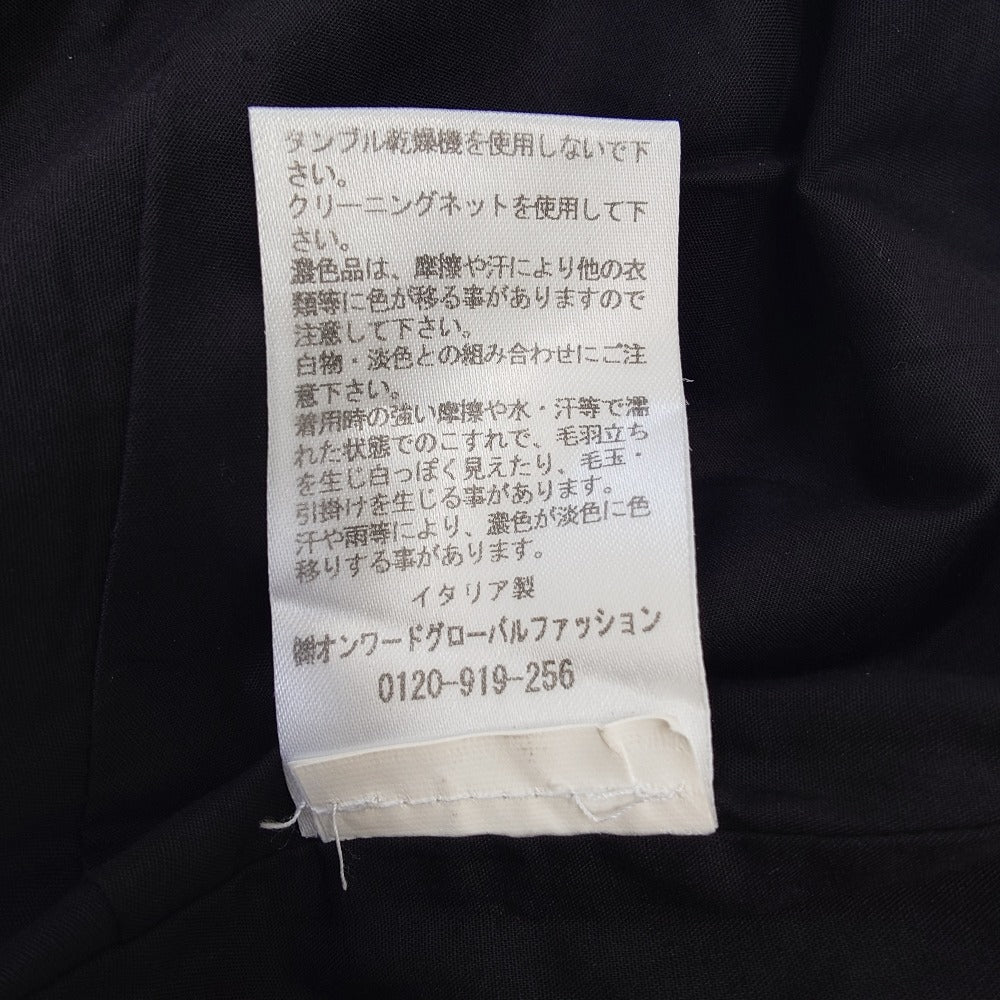 タンブル乾燥機を使用しないで下
さい。
クリーニングネットを使用して下
さい。
濃色品は、摩擦や汗により他の衣
類等に色が移る事がありますので
注意して下さい。
白物・淡色との組み合わせにご注
意下さい。
着用時の強い摩擦や水・汗等で濡
れた状態でのこすれで、毛羽立ち
を生じ白っぽく見えたり、毛玉・
引掛けを生じる事があります。
汗や雨等により、濃色が淡色に色
移りする事があります。
イタリア製
㈱オンワードグローバルファッション
0120-919-256